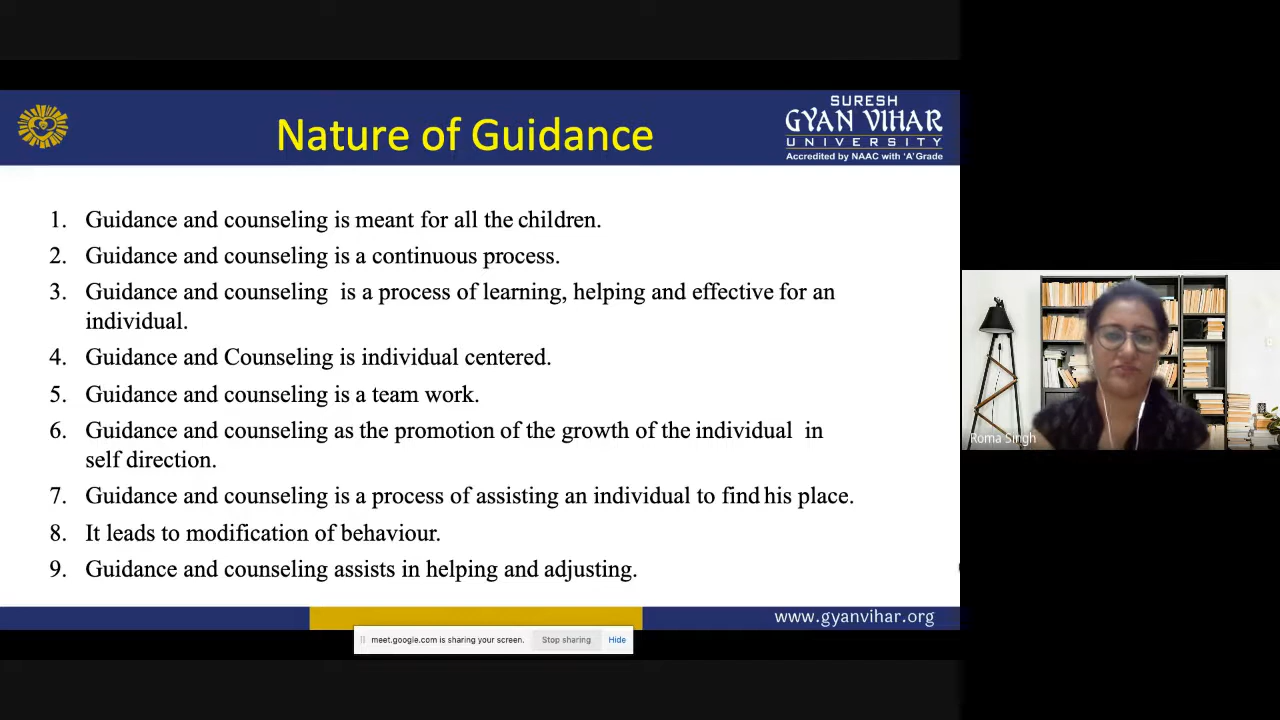 Nature of Guidance
SURESH
GYAN VIHAR
UNIVERSITY
Accredited by NAAC with 'A' Grade
1. Guidance and counseling is meant for all the children.
2. Guidance and counseling is a continuous process.
3. Guidance and counseling is a process of learning, helping and effective for an
individual.
4. Guidance and Counseling is individual centered.
5. Guidance and counseling is a team work.
6. Guidance and counseling as the promotion of the growth of the individual in
self direction.
7. Guidance and counseling is a process of assisting an individual to find his place.
8. It leads to modification of behaviour.
9. Guidance and counseling assists in helping and adjusting.
www.gyanvihar.org
meet.google.com is sharing your screen. Stop sharing Hide
Roma Singh